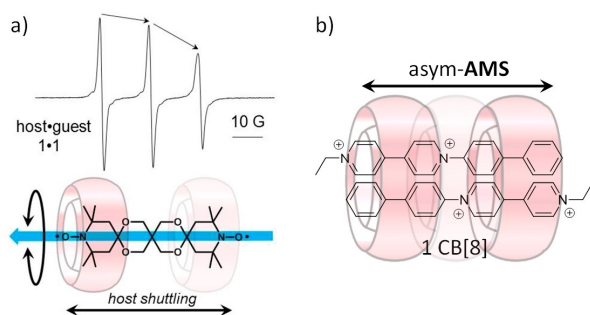 a)
10 G
host•guest
1•1
•O–N
O
O
O
O
N–O•
host shuttling
b)
asym-AMS
N
⊕
N
⊕
N
⊕
N
⊕
1 CB[8]